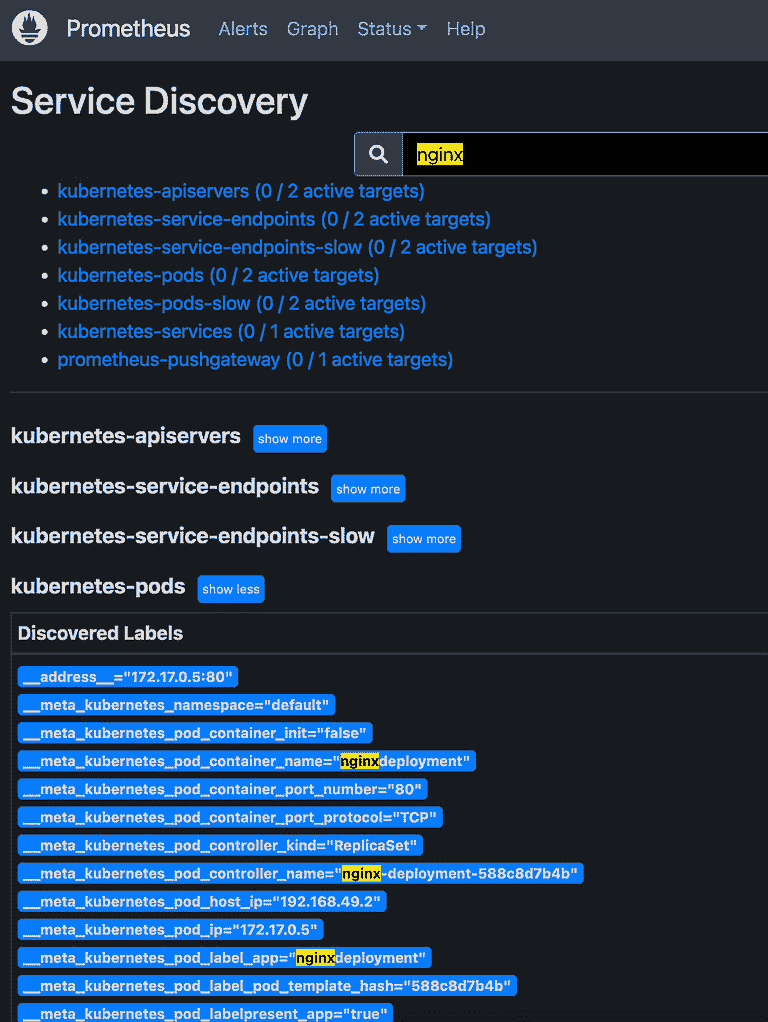 Prometheus Alerts Graph Status Help
Service Discovery
nginx
kubernetes-apiservers (0 / 2 active targets)
kubernetes-service-endpoints (0 / 2 active targets)
kubernetes-service-endpoints-slow (0 / 2 active targets)
kubernetes-pods (0 / 2 active targets)
kubernetes-pods-slow (0 / 2 active targets)
kubernetes-services (0 / 1 active targets)
prometheus-pushgateway (0 / 1 active targets)
kubernetes-apiservers show more
kubernetes-service-endpoints show more
kubernetes-service-endpoints-slow show more
kubernetes-pods show less
Discovered Labels
__address__="172.17.0.5:80"
__meta_kubernetes_namespace="default"
__meta_kubernetes_pod_container_init="false"
__meta_kubernetes_pod_container_name="nginxdeployment"
__meta_kubernetes_pod_container_port_number="80"
__meta_kubernetes_pod_container_port_protocol="TCP"
__meta_kubernetes_pod_controller_kind="ReplicaSet"
__meta_kubernetes_pod_controller_name="nginx-deployment-588c8d7b4b"
__meta_kubernetes_pod_host_ip="192.168.49.2"
__meta_kubernetes_pod_ip="172.17.0.5"
__meta_kubernetes_pod_label_app="nginxdeployment"
__meta_kubernetes_pod_label_pod_template_hash="588c8d7b4b"
__meta_kubernetes_pod_labelpresent_app="true"